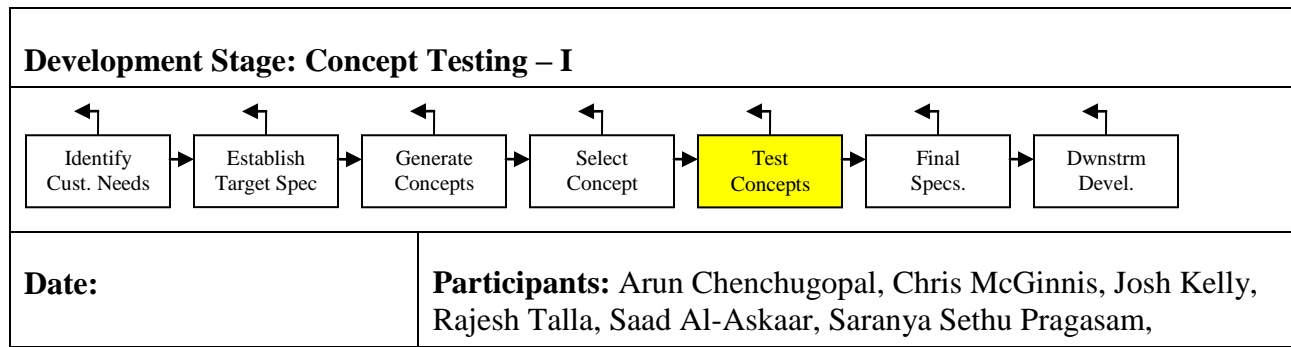 Development Stage: Concept Testing – I
Identify
Cust. Needs
Establish
Target Spec
Generate
Concepts
Select
Concept
Test
Concepts
Final
Specs.
Dwnstrm
Devel.
Date:
Participants: Arun Chenchugopal, Chris McGinnis, Josh Kelly,
Rajesh Talla, Saad Al-Askaar, Saranya Sethu Pragasam,